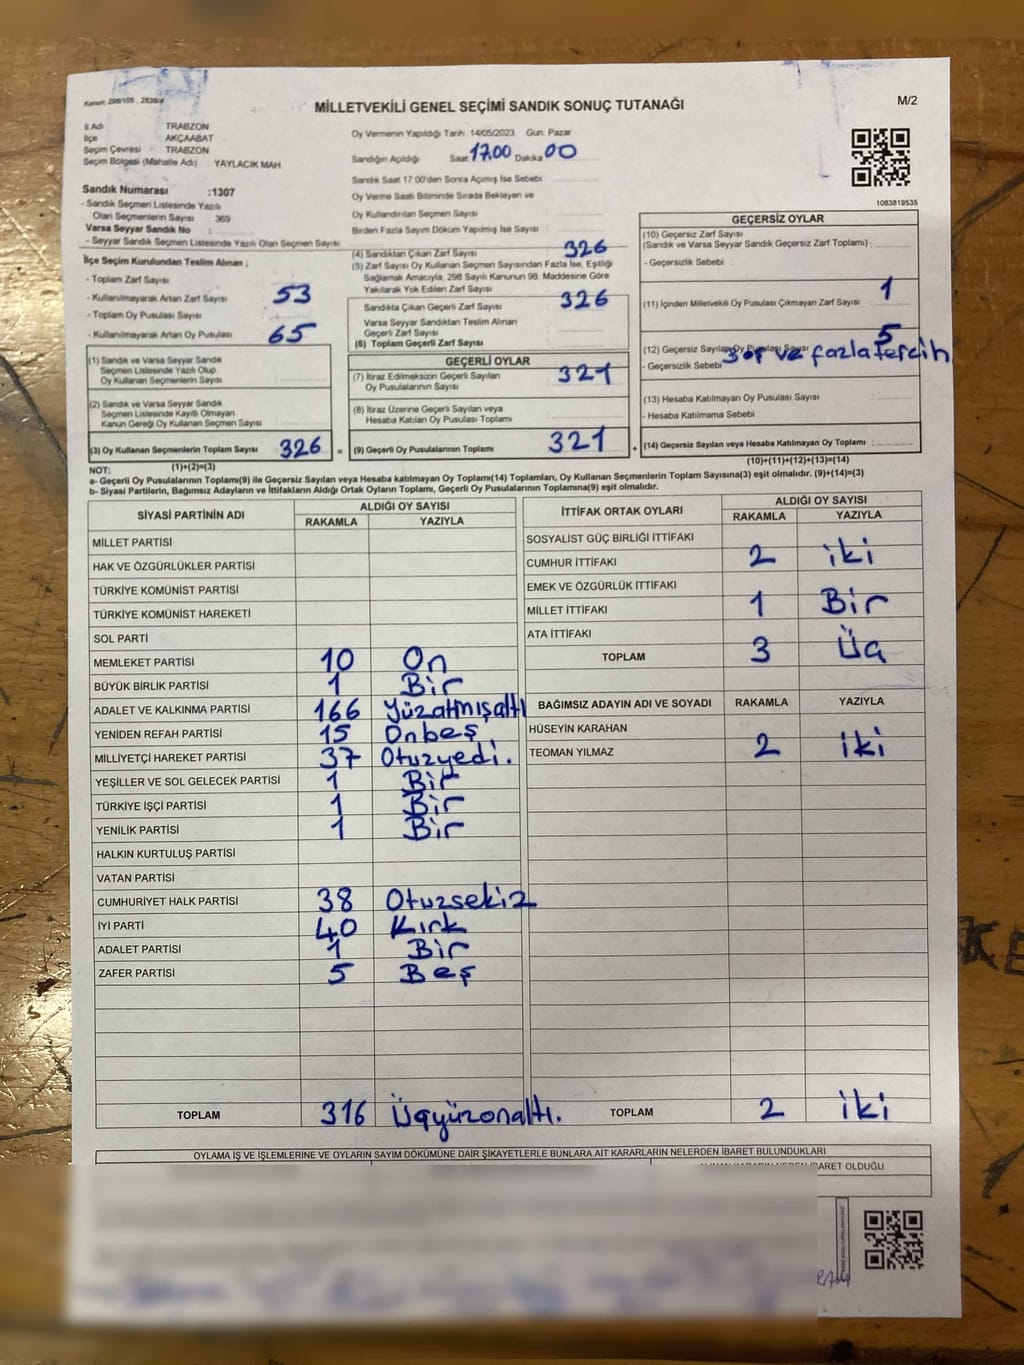 Kanun: 298/105 , 2839/4
MİLLETVEKİLİ GENEL SEÇİMİ SANDIK SONUÇ TUTANAĞI
M/2
İl Adı TRABZON
İlçe AKÇAABAT
Seçim Çevresi TRABZON
Seçim Bölgesi (Mahalle Adı) YAYLACIK MAH.
Sandık Numarası :1307
- Sandık Seçmen Listesinde Yazılı
Olan Seçmenlerin Sayısı 369
Varsa Seyyar Sandık No
- Seyyar Sandık Seçmen Listesinde Yazılı Olan Seçmen Sayısı
Oy Vermenin Yapıldığı Tarih 14/05/2023 Gün: Pazar
Sandığın Açıldığı Saat 17.00 Dakika 00
Sandık Saat 17:00'den Sonra Açılmış İse Sebebi
Oy Verme Saati Bitiminde Sırada Bekleyen ve
Oy Kullandırılan Seçmen Sayısı
Birden Fazla Sayım Döküm Yapılmış İse Sayısı
1083819535
İlçe Seçim Kurulundan Teslim Alınan ;
- Toplam Zarf Sayısı
- Kullanılmayarak Artan Zarf Sayısı 53
- Toplam Oy Pusulası Sayısı
- Kullanılmayarak Artan Oy Pusulası 65
(1) Sandık ve Varsa Seyyar Sandık
Seçmen Listesinde Yazılı Olup
Oy Kullanan Seçmenlerin Sayısı
(2) Sandık ve Varsa Seyyar Sandık
Seçmen Listesinde Kayıtlı Olmayan
Kanun Gereği Oy Kullanan Seçmen Sayısı
(3) Oy Kullanan Seçmenlerin Toplam Sayısı 326
(1)+(2)=(3)
(4) Sandıktan Çıkan Zarf Sayısı 326
(5) Zarf Sayısı Oy Kullanan Seçmen Sayısından Fazla İse, Eşitliği
Sağlamak Amacıyla, 298 Sayılı Kanunun 98. Maddesine Göre
Yakılarak Yok Edilen Zarf Sayısı
Sandıkta Çıkan Geçerli Zarf Sayısı 326
Varsa Seyyar Sandıktan Teslim Alınan
Geçerli Zarf Sayısı
(6) Toplam Geçerli Zarf Sayısı
GEÇERLİ OYLAR
(7) İtiraz Edilmeksizin Geçerli Sayılan
Oy Pusulalarının Sayısı 321
(8) İtiraz Üzerine Geçerli Sayılan veya
Hesaba Katılan Oy Pusulası Toplamı
= (9) Geçerli Oy Pusulalarının Toplamı 321 +
GEÇERSİZ OYLAR
(10) Geçersiz Zarf Sayısı
(Sandık ve Varsa Seyyar Sandık Geçersiz Zarf Toplamı)
- Geçersizlik Sebebi
(11) İçinden Milletvekili Oy Pusulası Çıkmayan Zarf Sayısı 1
(12) Geçersiz Sayılan Oy Pusulası Sayısı 5
- Geçersizlik Sebebi ve fazla tercih
(13) Hesaba Katılmayan Oy Pusulası Sayısı
- Hesaba Katılmama Sebebi
(14) Geçersiz Sayılan veya Hesaba Katılmayan Oy Toplamı :
(10)+(11)+(12)+(13)=(14)
NOT:
a- Geçerli Oy Pusulalarının Toplamı(9) ile Geçersiz Sayılan veya Hesaba katılmayan Oy Toplamı(14) Toplamları, Oy Kullanan Seçmenlerin Toplam Sayısına(3) eşit olmalıdır. (9)+(14)=(3)
b- Siyasi Partilerin, Bağımsız Adayların ve İttifakların Aldığı Ortak Oyların Toplamı, Geçerli Oy Pusulalarının Toplamına(9) eşit olmalıdır.
SİYASİ PARTİNİN ADI ALDIĞI OY SAYISI
RAKAMLA YAZIYLA
MİLLET PARTİSİ
HAK VE ÖZGÜRLÜKLER PARTİSİ
TÜRKİYE KOMÜNİST PARTİSİ
TÜRKİYE KOMÜNİST HAREKETİ
SOL PARTİ
MEMLEKET PARTİSİ 10 On
BÜYÜK BİRLİK PARTİSİ 1 Bir
ADALET VE KALKINMA PARTİSİ 166 Yüzatmışaltı
YENİDEN REFAH PARTİSİ 15 Onbeş
MİLLİYETÇİ HAREKET PARTİSİ 37 Otuzyedi.
YEŞİLLER VE SOL GELECEK PARTİSİ 1 Bir
TÜRKİYE İŞÇİ PARTİSİ 1 Bir
YENİLİK PARTİSİ 1 Bir
HALKIN KURTULUŞ PARTİSİ
VATAN PARTİSİ
CUMHURİYET HALK PARTİSİ 38 Otuzsekiz
İYİ PARTİ 40 Kırk
ADALET PARTİSİ 1 Bir
ZAFER PARTİSİ 5 Beş
TOPLAM 316 Üçyüzonaltı.
İTTİFAK ORTAK OYLARI ALDIĞI OY SAYISI
RAKAMLA YAZIYLA
SOSYALİST GÜÇ BİRLİĞİ İTTİFAKI
CUMHUR İTTİFAKI 2 iki
EMEK VE ÖZGÜRLÜK İTTİFAKI
MİLLET İTTİFAKI 1 Bir
ATA İTTİFAKI
TOPLAM 3 Üç
BAĞIMSIZ ADAYIN ADI VE SOYADI RAKAMLA YAZIYLA
HÜSEYİN KARAHAN
TEOMAN YILMAZ 2 iki
TOPLAM 2 iki
OYLAMA İŞ VE İŞLEMLERİNE VE OYLARIN SAYIM DÖKÜMÜNE DAİR ŞİKAYETLERLE BUNLARA AİT KARARLARIN NELERDEN İBARET BULUNDUKLARI
İBARET OLDUĞU